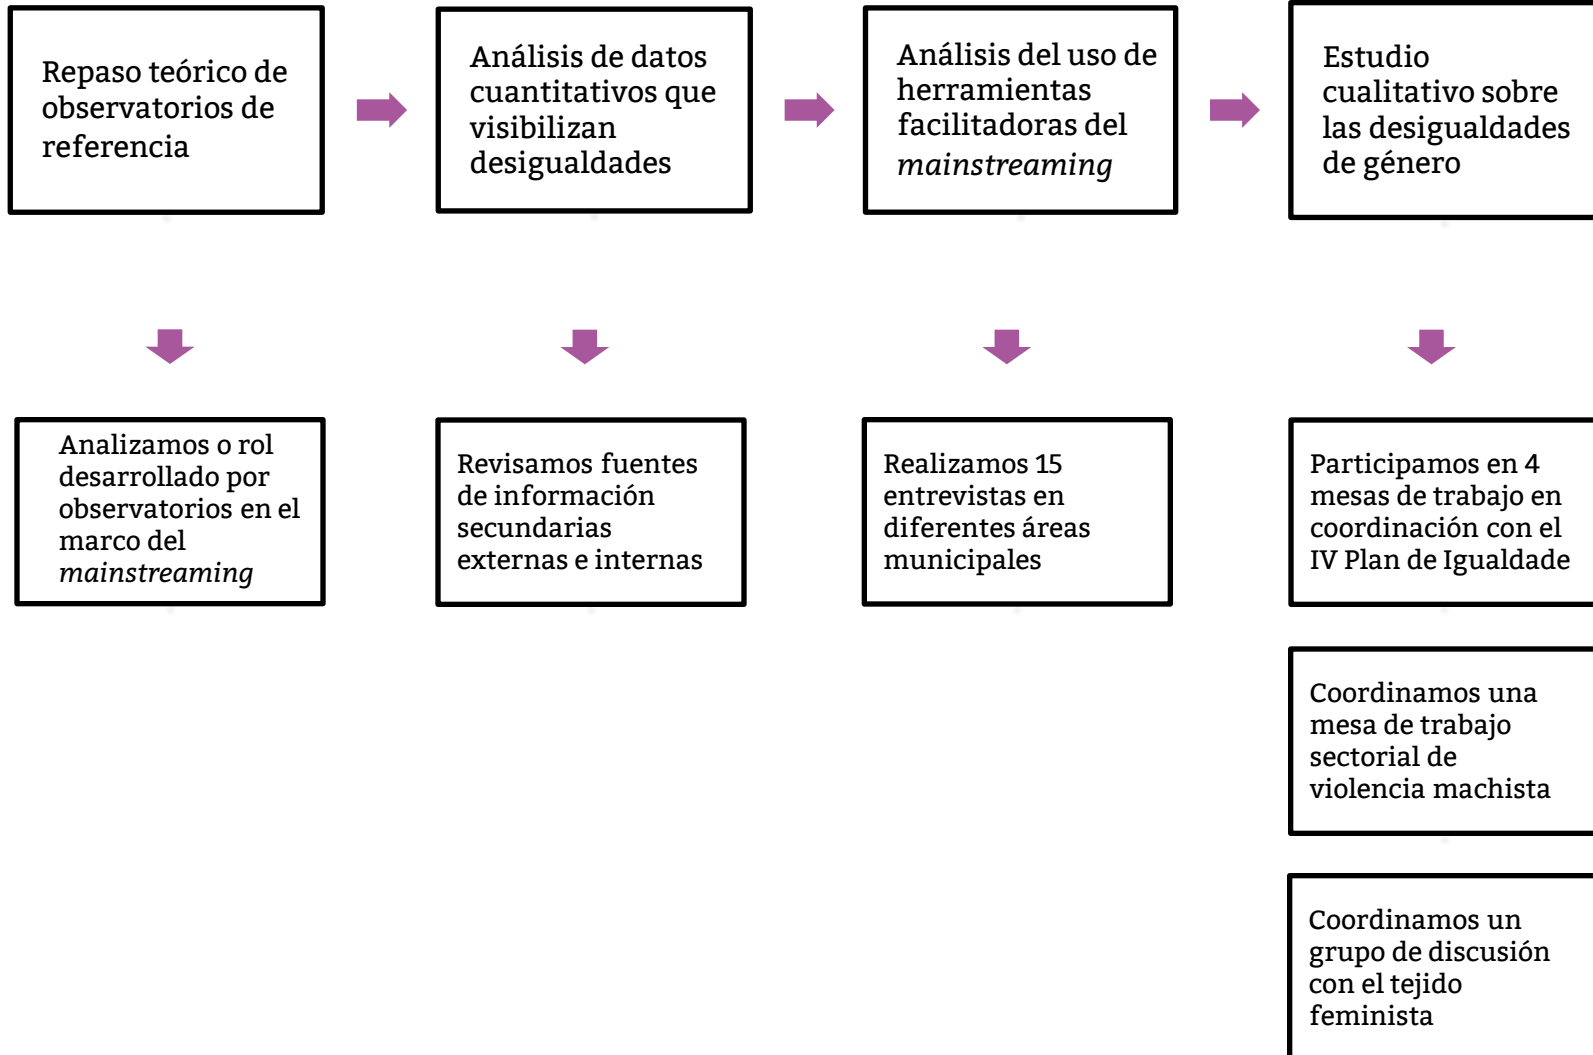 Repaso teórico de
observatorios de
referencia
Análisis de datos
cuantitativos que
visibilizan
desigualdades
Análisis del uso de
herramientas
facilitadoras del
mainstreaming
Estudio
cualitativo sobre
las desigualdades
de género
Analizamos o rol
desarrollado por
observatorios en el
marco del
mainstreaming
Revisamos fuentes
de información
secundarias
externas e internas
Realizamos 15
entrevistas en
diferentes áreas
municipales
Participamos en 4
mesas de trabajo en
coordinación con el
IV Plan de Igualdade
Coordinamos una
mesa de trabajo
sectorial de
violencia machista
Coordinamos un
grupo de discusión
con el tejido
feminista